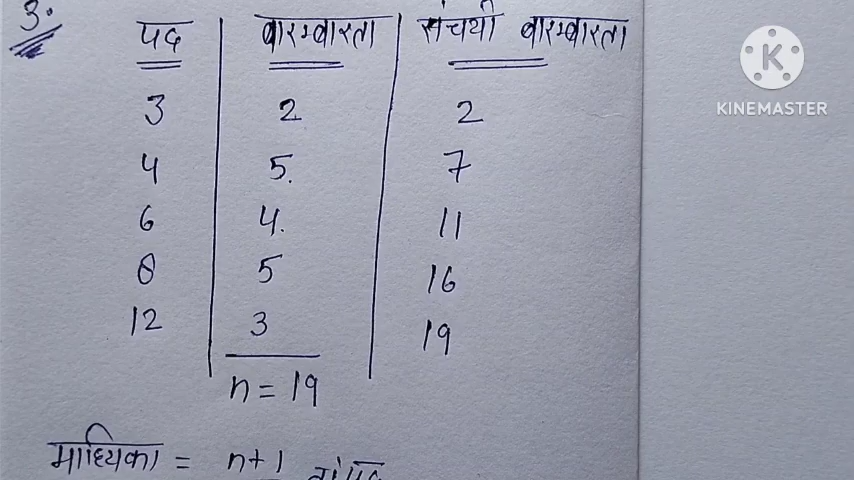 3.
पद बारम्बारता संचयी बारम्बारता
3 2 2
4 5 7
6 4 11
8 5 16
12 3 19
n = 19
माध्यिका = n+1 वां पद
KINEMASTER